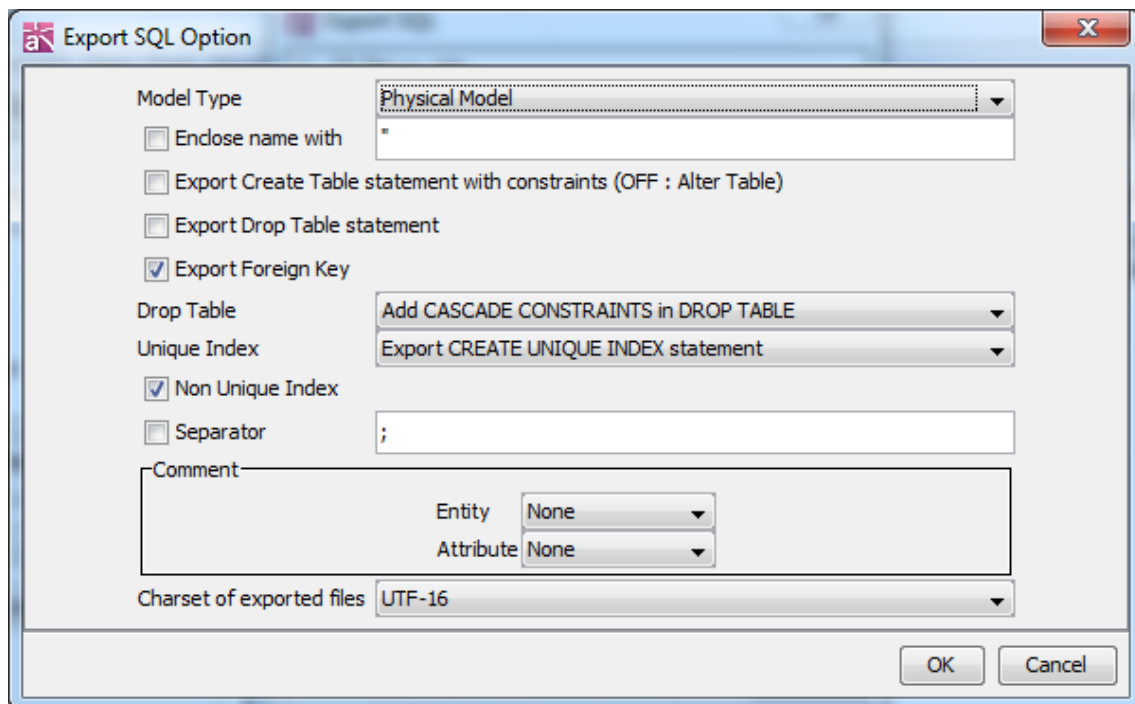 Export SQL Option
Model Type Physical Model
Enclose name with "
Export Create Table statement with constraints (OFF : Alter Table)
Export Drop Table statement
Export Foreign Key
Drop Table Add CASCADE CONSTRAINTS in DROP TABLE
Unique Index Export CREATE UNIQUE INDEX statement
Non Unique Index
Separator ;
Comment
Entity None
Attribute None
Charset of exported files UTF-16
OK Cancel